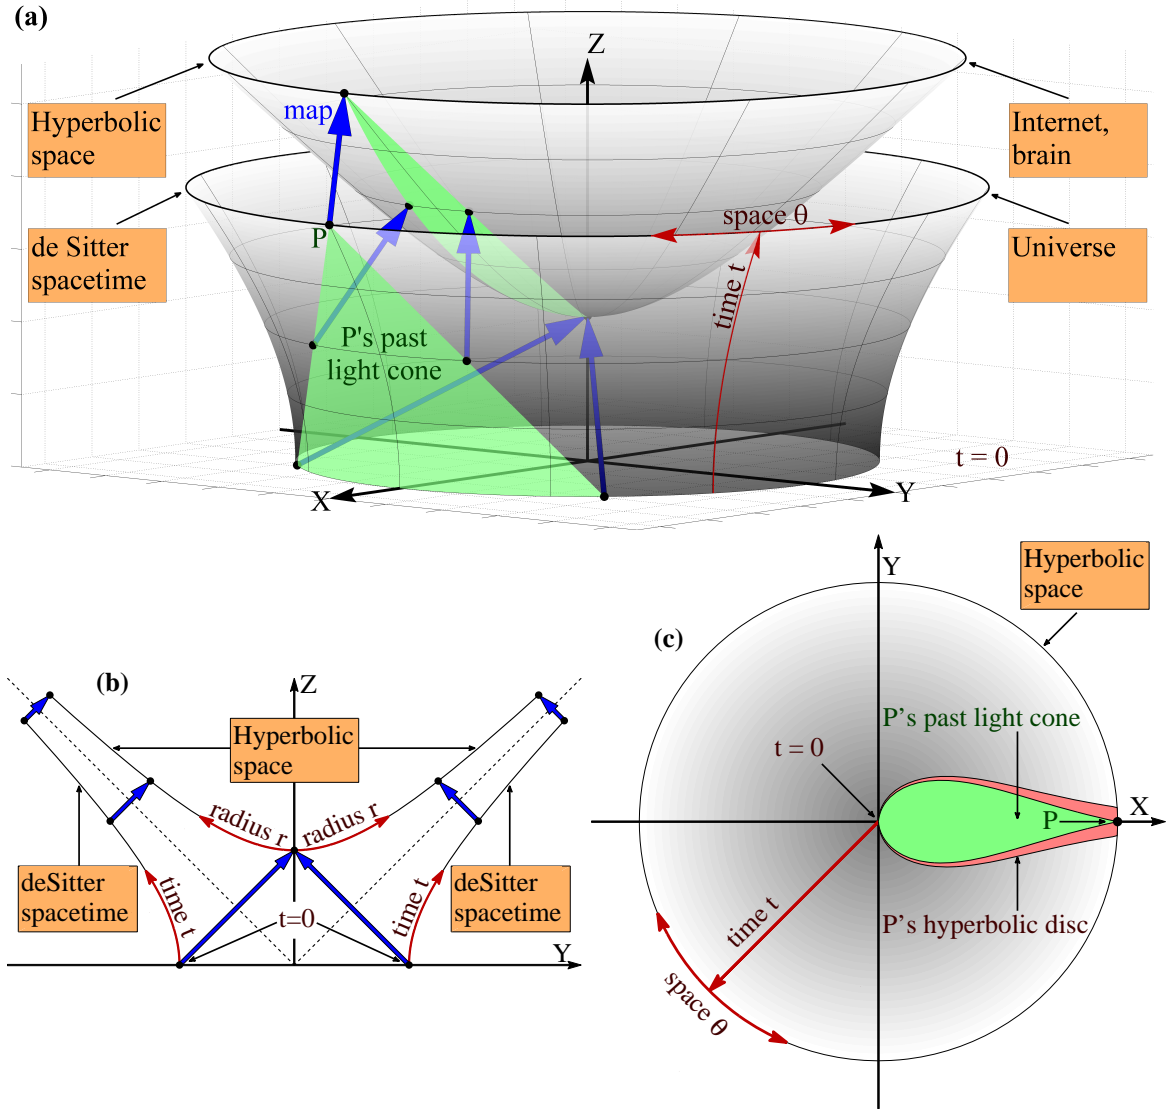 (a)
Z
Hyperbolic
space
map
Internet,
brain
de Sitter
spacetime
P
space θ
Universe
time t
P's past
light cone
t = 0
X
Y
(b)
Z
Hyperbolic
space
radius r
radius r
deSitter
spacetime
time t
t=0
time t
deSitter
spacetime
Y
(c)
Y
Hyperbolic
space
P's past light cone
t = 0
P
X
P's hyperbolic disc
time t
space θ